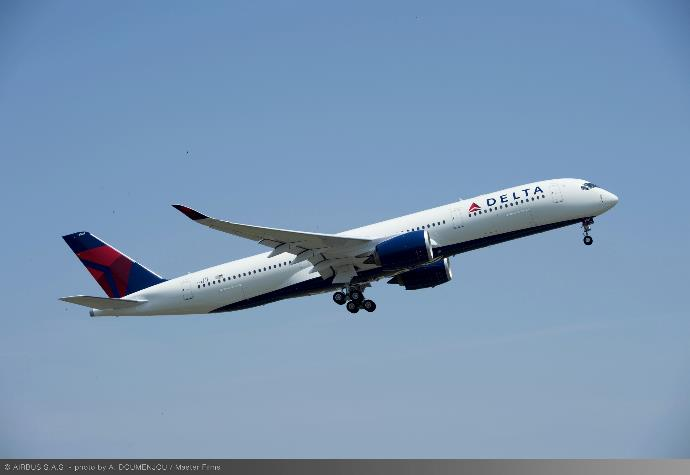 DELTA
© AIRBUS S.A.S. - photo by A. DOUMENJOU / Master Films